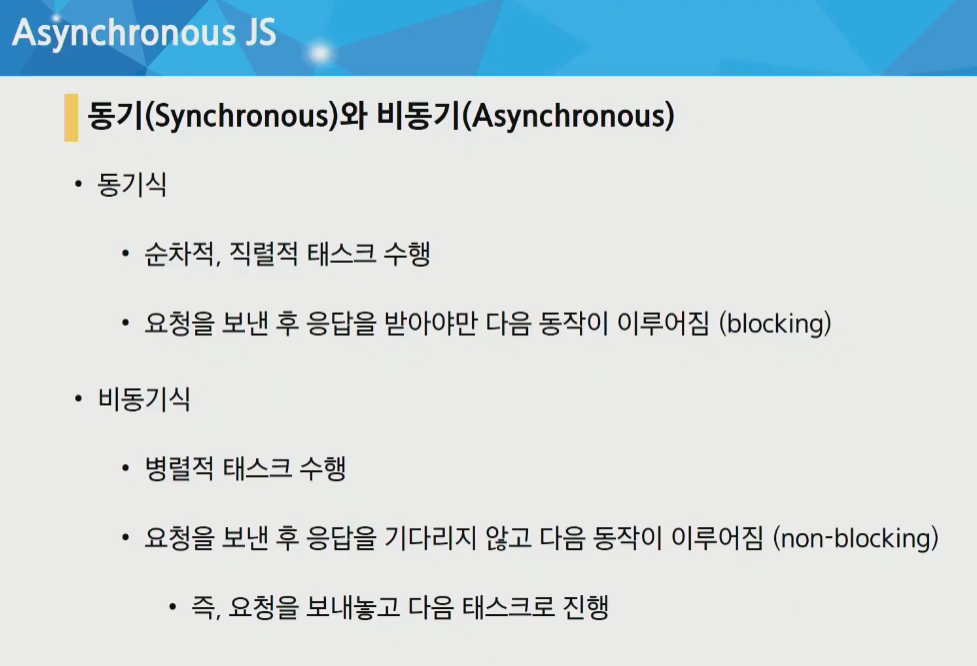 Asynchronous JS
동기(Synchronous)와 비동기(Asynchronous)
• 동기식
• 순차적, 직렬적 태스크 수행
• 요청을 보낸 후 응답을 받아야만 다음 동작이 이루어짐 (blocking)
• 비동기식
• 병렬적 태스크 수행
• 요청을 보낸 후 응답을 기다리지 않고 다음 동작이 이루어짐 (non-blocking)
• 즉, 요청을 보내놓고 다음 태스크로 진행